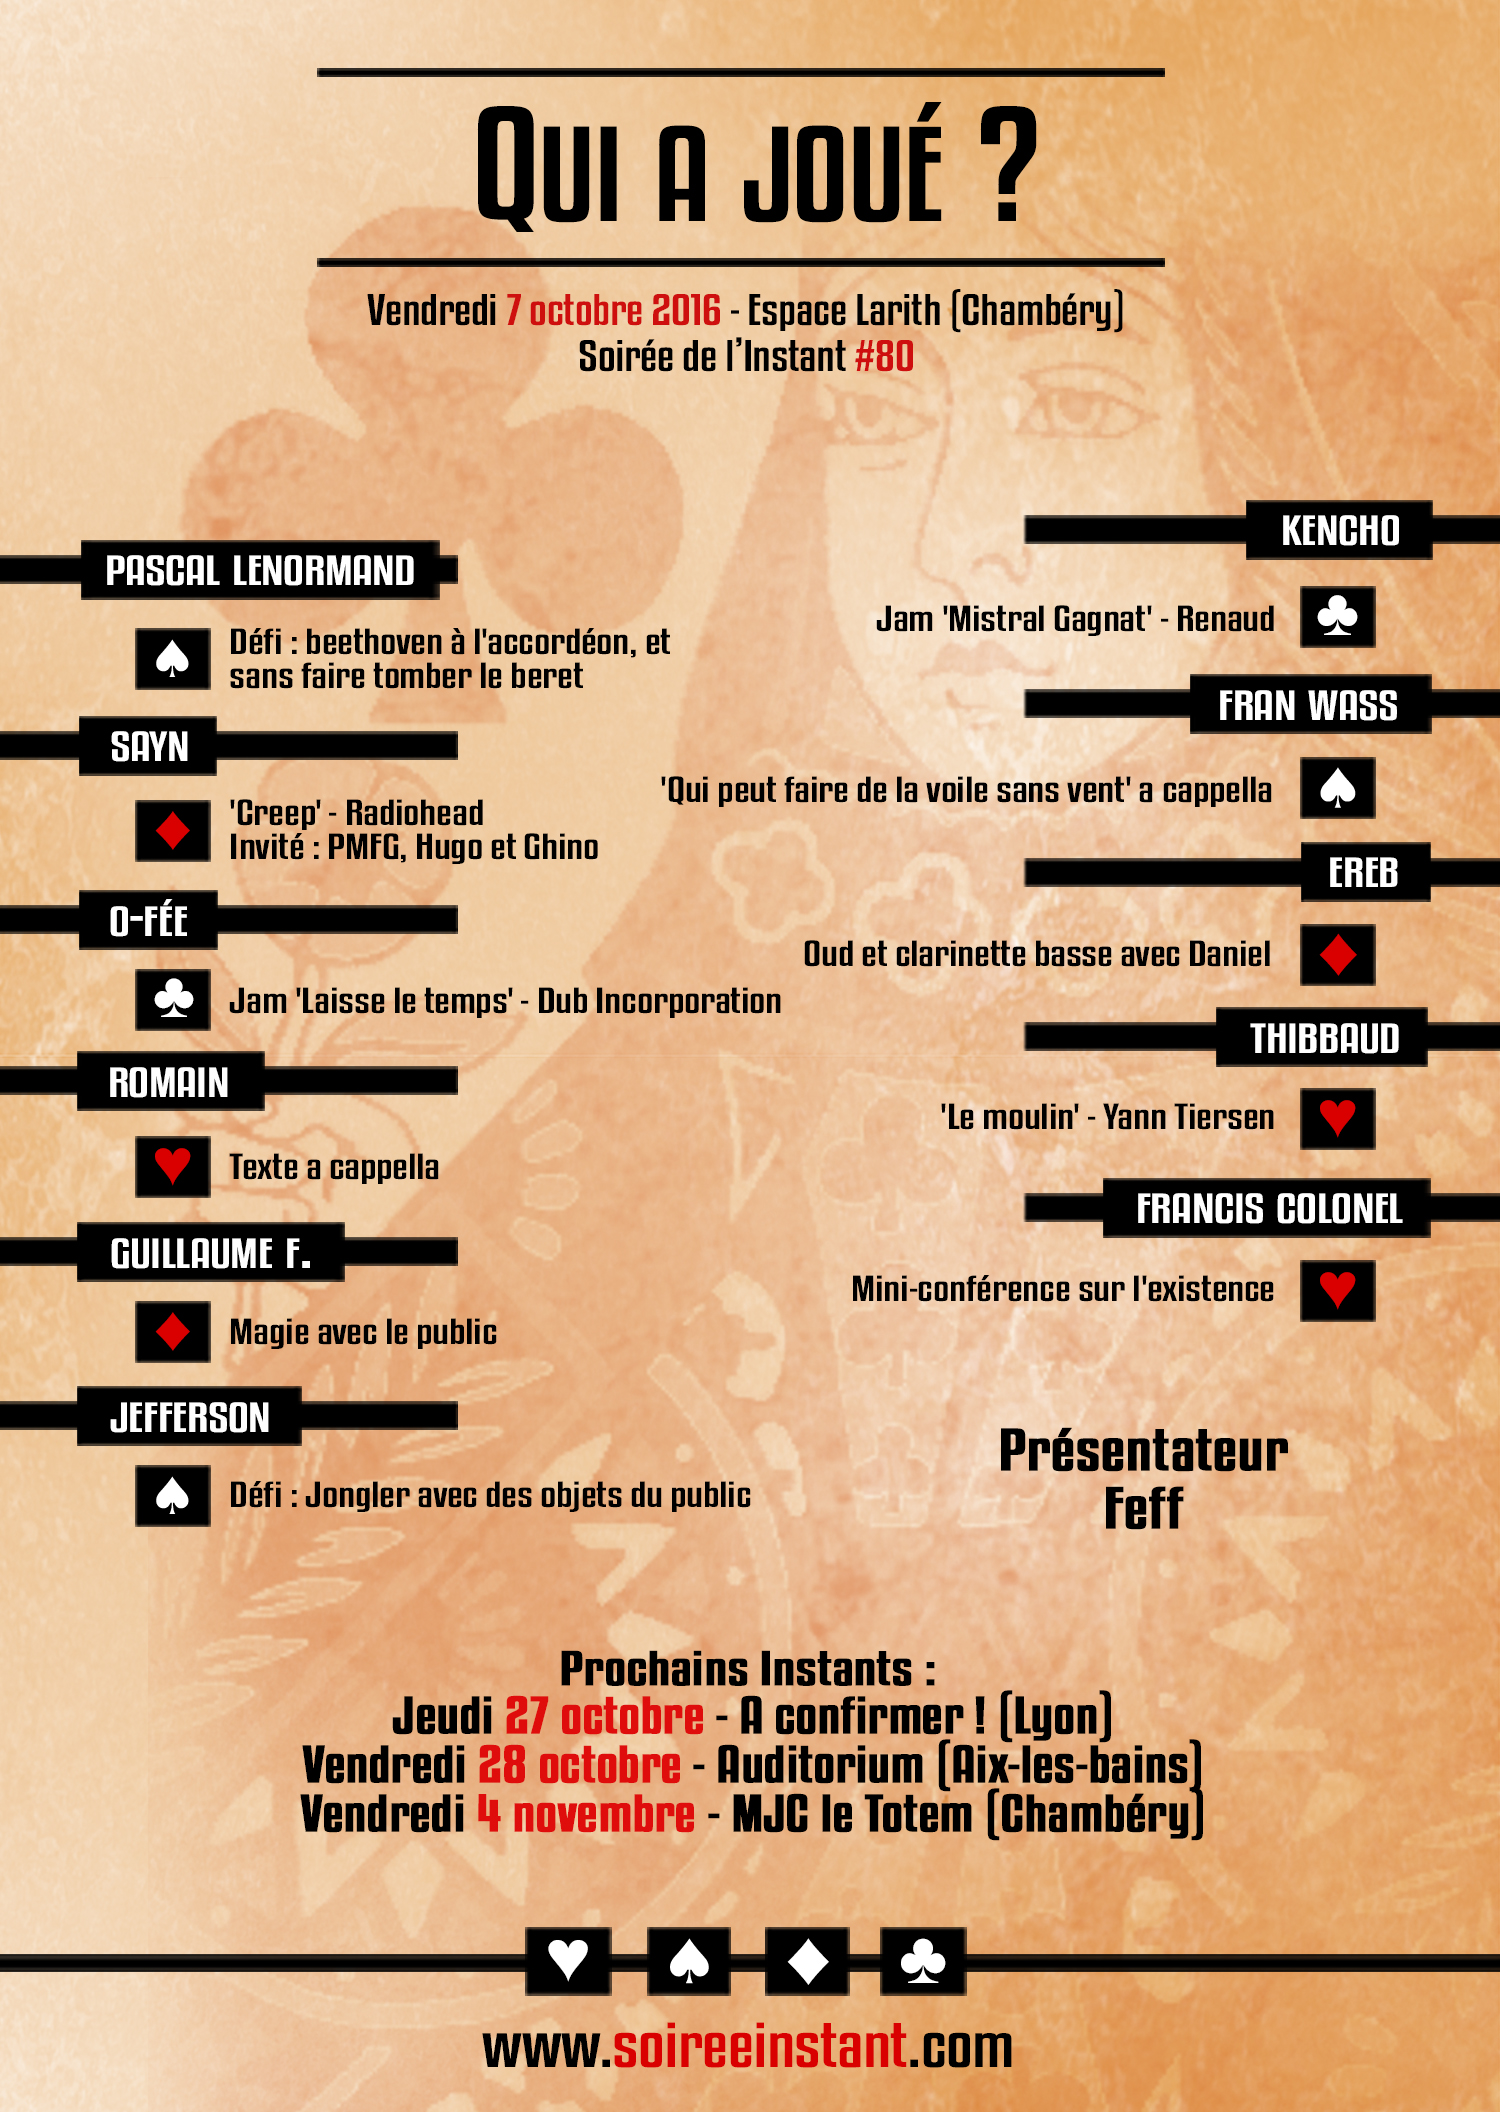 Qui a joué ?
Vendredi 7 octobre 2016 - Espace Larith (Chambéry)
Soirée de l'Instant #80
PASCAL LENORMAND
Défi : beethoven à l'accordéon, et
sans faire tomber le beret
SAYN
'Creep' - Radiohead
Invité : PMFG, Hugo et Ghino
O-FÉE
Jam 'Laisse le temps' - Dub Incorporation
ROMAIN
Texte a cappella
GUILLAUME F.
Magie avec le public
JEFFERSON
Défi : Jongler avec des objets du public
KENCHO
Jam 'Mistral Gagnat' - Renaud
FRAN WASS
'Qui peut faire de la voile sans vent' a cappella
EREB
Oud et clarinette basse avec Daniel
THIBBAUD
'Le moulin' - Yann Tiersen
FRANCIS COLONEL
Mini-conférence sur l'existence
Présentateur
Feff
Prochains Instants :
Jeudi 27 octobre - A confirmer ! (Lyon)
Vendredi 28 octobre - Auditorium (Aix-les-bains)
Vendredi 4 novembre - MJC le Totem (Chambéry)
www.soireeinstant.com